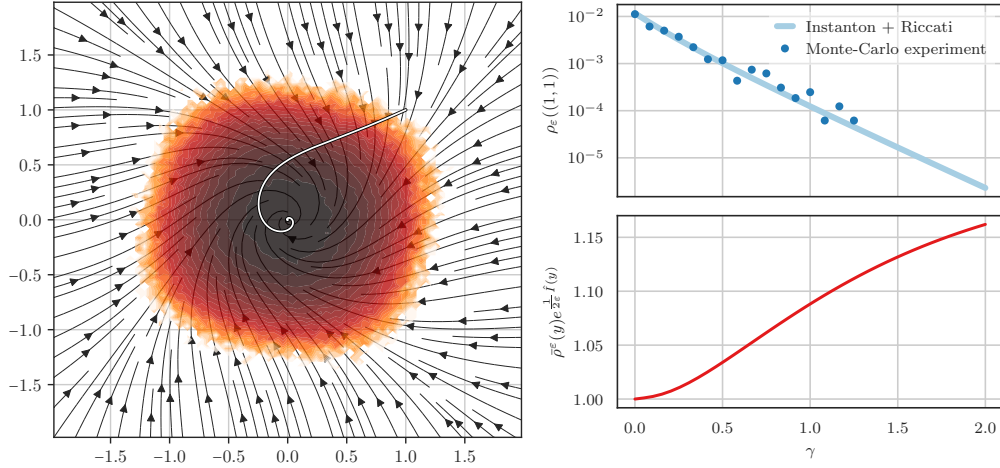 1.5
1.0
0.5
0.0
−0.5
−1.0
−1.5
−1.5 −1.0 −0.5 0.0 0.5 1.0 1.5
ρ_ε((1, 1))
10⁻²
10⁻³
10⁻⁴
10⁻⁵
Instanton + Riccati
Monte-Carlo experiment
ρ̄^ε(y)e^{\frac{1}{2ε}Î(y)}
1.15
1.10
1.05
1.00
0.0 0.5 1.0 1.5 2.0
γ